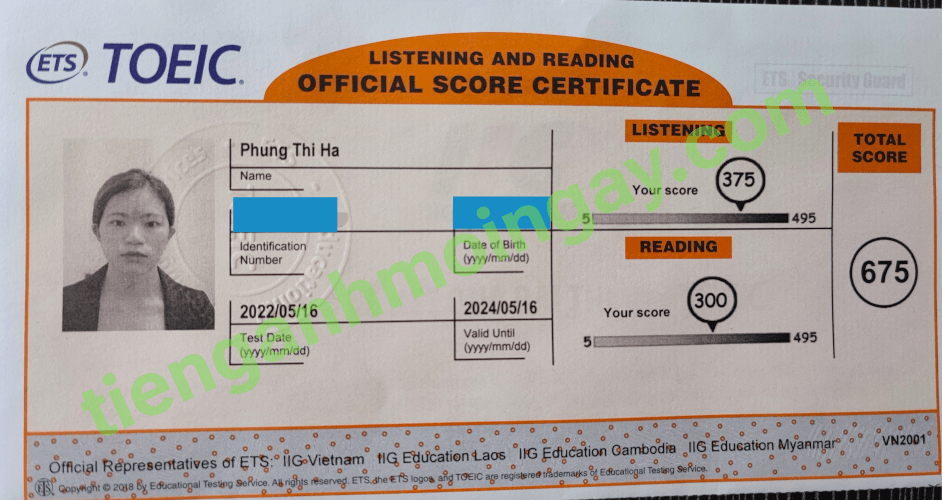 ETS® TOEIC®
LISTENING AND READING
OFFICIAL SCORE CERTIFICATE
ETS Security Guard
Phung Thi Ha
Name
Identification
Number
Date of Birth
(yyyy/mm/dd)
2022/05/16
Test Date
(yyyy/mm/dd)
2024/05/16
Valid Until
(yyyy/mm/dd)
LISTENING
Your score 375
5 495
READING
Your score 300
5 495
TOTAL
SCORE
675
tienganhmoingay.com
VN2001
Official Representatives of ETS: IIG Vietnam IIG Education Laos IIG Education Cambodia IIG Education Myanmar
Copyright © 2018 by Educational Testing Service. All rights reserved. ETS, the ETS logos, and TOEIC are registered trademarks of Educational Testing Service.